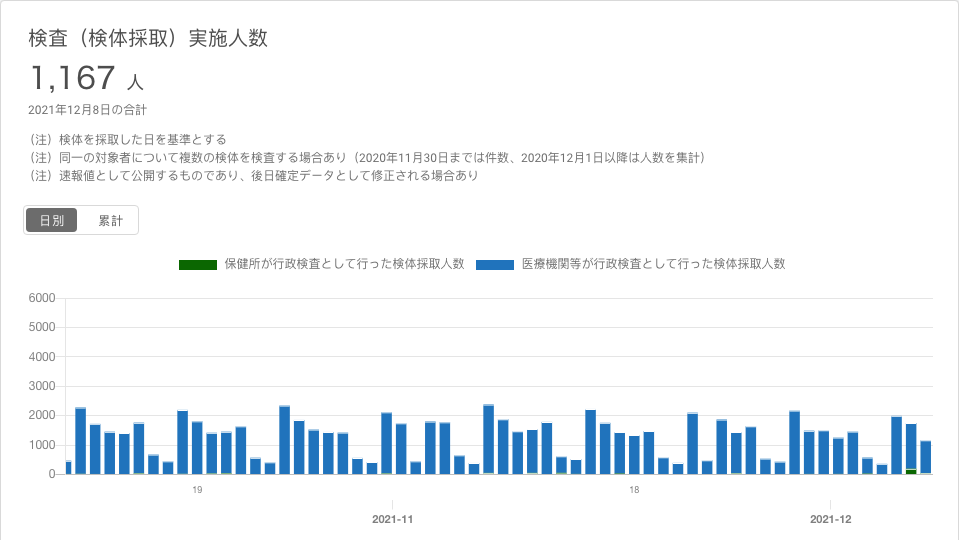 検査（検体採取）実施人数
1,167 人
2021年12月8日の合計
（注）検体を採取した日を基準とする
（注）同一の対象者について複数の検体を検査する場合あり（2020年11月30日までは件数、2020年12月1日以降は人数を集計）
（注）速報値として公開するものであり、後日確定データとして修正される場合あり
日別 累計
保健所が行政検査として行った検体採取人数 医療機関等が行政検査として行った検体採取人数
6000
5000
4000
3000
2000
1000
0
19 18
2021-11 2021-12